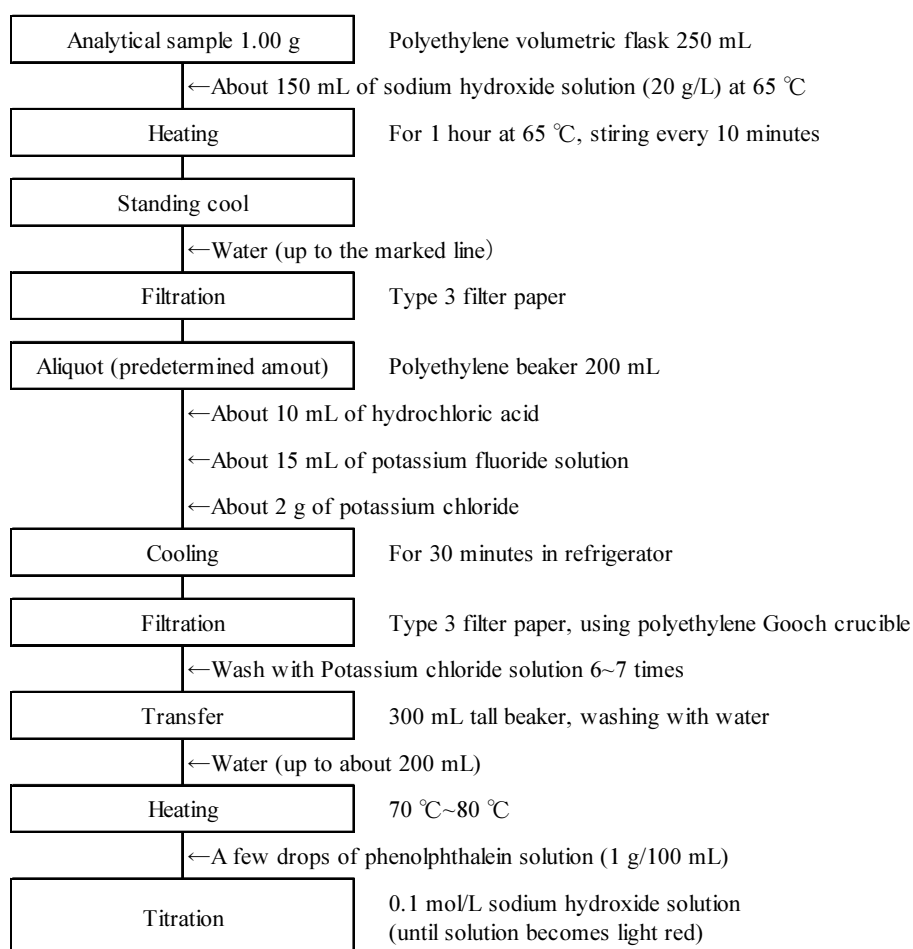 Analytical sample 1.00 g Polyethylene volumetric flask 250 mL
←About 150 mL of sodium hydroxide solution (20 g/L) at 65 ℃
Heating For 1 hour at 65 ℃, stiring every 10 minutes
Standing cool
←Water (up to the marked line)
Filtration Type 3 filter paper
Aliquot (predetermined amout) Polyethylene beaker 200 mL
←About 10 mL of hydrochloric acid
←About 15 mL of potassium fluoride solution
←About 2 g of potassium chloride
Cooling For 30 minutes in refrigerator
Filtration Type 3 filter paper, using polyethylene Gooch crucible
←Wash with Potassium chloride solution 6~7 times
Transfer 300 mL tall beaker, washing with water
←Water (up to about 200 mL)
Heating 70 ℃~80 ℃
←A few drops of phenolphthalein solution (1 g/100 mL)
Titration 0.1 mol/L sodium hydroxide solution
(until solution becomes light red)